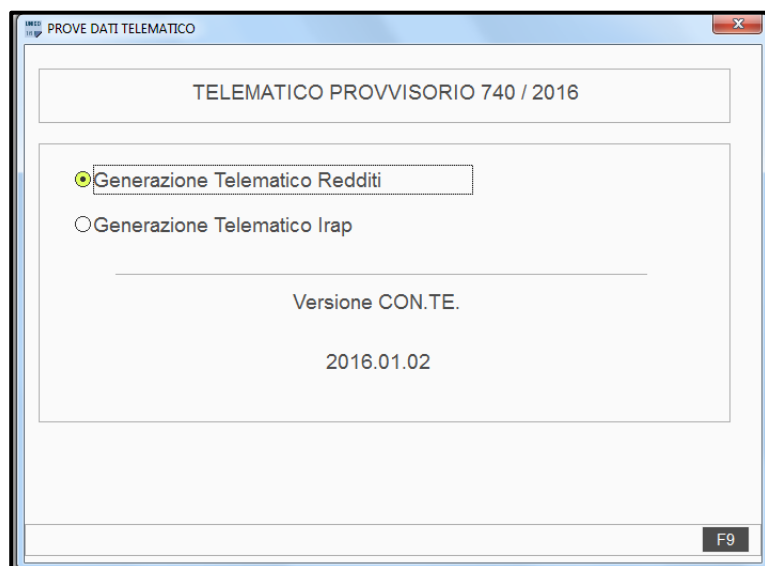 PROVE DATI TELEMATICO
TELEMATICO PROVVISORIO 740 / 2016
Generazione Telematico Redditi
Generazione Telematico Irap
Versione CON.TE.
2016.01.02
F9